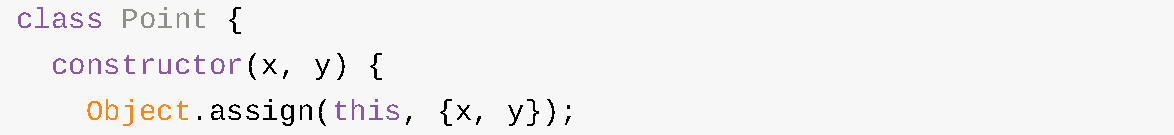 class Point {
  constructor(x, y) {
    Object.assign(this, {x, y});